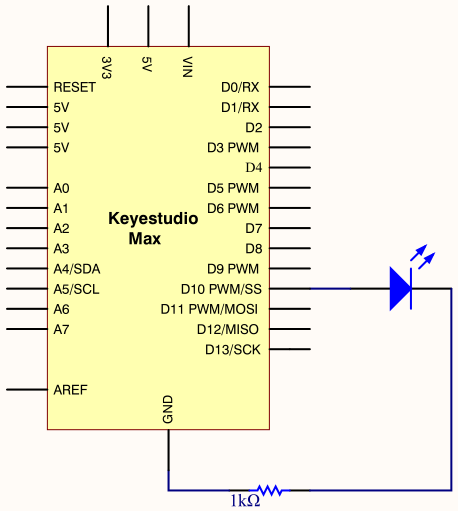 3V3
5V
VIN
RESET
5V
5V
5V
A0
A1
A2
A3
A4/SDA
A5/SCL
A6
A7
AREF
Keyestudio
Max
D0/RX
D1/RX
D2
D3 PWM
D4
D5 PWM
D6 PWM
D7
D8
D9 PWM
D10 PWM/SS
D11 PWM/MOSI
D12/MISO
D13/SCK
GND
1kΩ